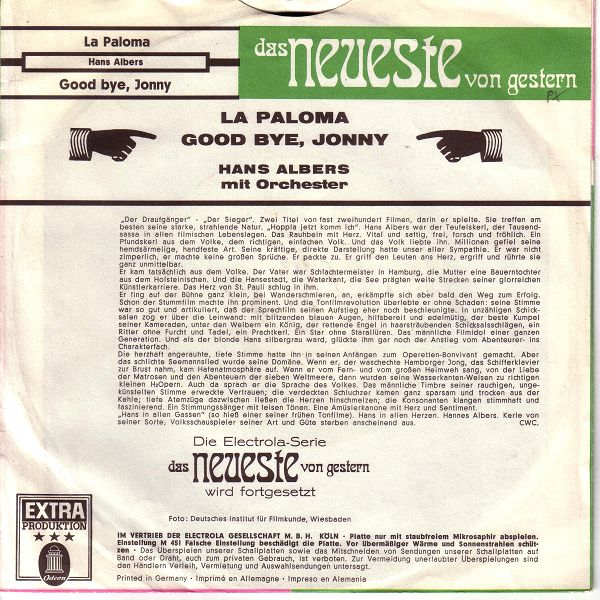 La Paloma
Hans Albers
Good bye, Jonny
das neueste von gestern
LA PALOMA
GOOD BYE, JONNY
HANS ALBERS
mit Orchester
„Der Draufgänger" - „Der Sieger". Zwei Titel von fast zweihundert Filmen, darin er spielte. Sie treffen am
besten seine starke, strahlende Natur. „Hoppla jetzt komm ich". Hans Albers war der Teufelskerl, der Tausend-
sassa in allen filmischen Lebenslagen. Das Rauhbein mit Herz. Vital und saftig, frei, forsch und fröhlich. Ein
Pfundskerl aus dem Volke, dem richtigen, einfachen Volk. Und das Volk liebte ihn. Millionen gefiel seine
hemdsärmelige, handfeste Art. Seine kräftige, direkte Darstellung hatte unser aller Sympathie. Er war nicht
zimperlich, er machte keine großen Sprüche. Er packte zu. Er griff den Leuten ans Herz, ergriff und rührte sie
ganz unmittelbar.
Er kam tatsächlich aus dem Volke. Der Vater war Schlachtermeister in Hamburg, die Mutter eine Bauerntochter
aus dem Holsteinischen. Und die Hansestadt, die Waterkant, die See prägten weite Strecken seiner glorreichen
Künstlerkarriere. Das Herz von St. Pauli schlug in ihm.
Er fing auf der Bühne ganz klein, bei Wanderschmieren, an, erkämpfte sich aber bald den Weg zum Erfolg.
Schon der Stummfilm machte ihn prominent. Und die Tonfilmrevolution überlebte er ohne Schaden: seine Stimme
war so gut und artikuliert, daß der Sprechfilm seinen Aufstieg eher noch beschleunigte. In unzähligen Schick-
salen zog er über die Leinwand: mit blitzenden blauen Augen, hilfsbereit und edelmütig, der beste Kumpel
seiner Kameraden, unter den Weibern ein König, der rettende Engel in haarsträubenden Schicksalsschlägen, ein
Ritter ohne Furcht und Tadel, ein Prachtkerl. Ein Star ohne Starallüren. Das männliche Filmidol einer ganzen
Generation. Und als der blonde Hans silbergrau ward, glückte ihm gar noch der Anstieg vom Abenteurer- ins
Charakterfach.
Die herzhaft angerauhte, tiefe Stimme hatte ihn in seinen Anfängen zum Operetten-Bonvivant gemacht. Aber
das schlichte Seemannslied wurde seine Domäne. Wenn er, der waschechte Hamborger Jong, das Schifferklavier
zur Brust nahm, kam Hafenatmosphäre auf. Wenn er vom Fern- und vom großen Heimweh sang, von der Liebe
der Matrosen und den Abenteuern der sieben Weltmeere, dann wurden seine Wasserkanten-Weisen zu richtigen
kleinen H2Opern. Auch da sprach er die Sprache des Volkes. Das männliche Timbre seiner rauchigen, unge-
künstelten Stimme erweckte Vertrauen; die verdeckten Schluchzer kamen ganz sparsam und trocken aus der
Kehle; tiefe Atemzüge dazwischen ließen die Herzen hinschmelzen; die Konsonanten klangen stimmhaft und
faszinierend. Ein Stimmungssänger mit leisen Tönen. Eine Amüsierkanone mit Herz und Sentiment.
„Hans in allen Gassen" (so hieß einer seiner frühen Tonfilme). Hans in allen Herzen. Hannes Albers. Kerle von
seiner Sorte, Volksschauspieler seiner Art und Güte sterben anscheinend aus. CWC.
Die Electrola-Serie
das neueste von gestern
wird fortgesetzt
EXTRA
PRODUKTION
Odeon
Foto: Deutsches Institut für Filmkunde, Wiesbaden
IM VERTRIEB DER ELECTROLA GESELLSCHAFT M. B. H. KÖLN · Platte nur mit staubfreiem Mikrosaphir abspielen.
Einstellung M 45! Falsche Einstellung beschädigt die Platte. Vor übermäßiger Wärme und Sonnenstrahlen schüt-
zen · Das Überspielen unserer Schallplatten sowie das Mitschneiden von Sendungen unserer Schallplatten auf
Band oder Draht, auch zum privaten Gebrauch, ist verboten. Zur Vermeidung unerlaubter Überspielungen sind
den Händlern Verleih, Vermietung und Auswahlsendungen untersagt.
Printed in Germany · Imprimé en Allemagne · Impreso en Alemania